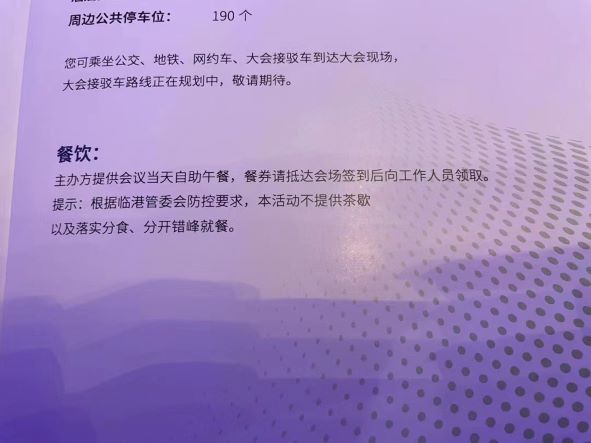 周边公共停车位： 190 个
您可乘坐公交、地铁、网约车、大会接驳车到达大会现场，
大会接驳车路线正在规划中，敬请期待。
餐饮：
主办方提供会议当天自助午餐，餐券请抵达会场签到后向工作人员领取。
提示：根据临港管委会防控要求，本活动不提供茶歇
以及落实分食、分开错峰就餐。